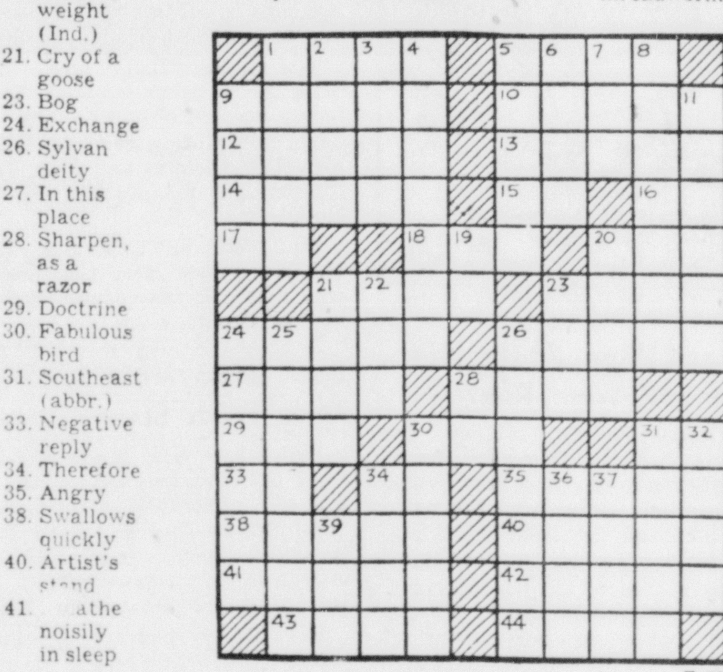 weight
(Ind.)
21. Cry of a
goose
23. Bog
24. Exchange
26. Sylvan
deity
27. In this
place
28. Sharpen,
as a
razor
29. Doctrine
30. Fabulous
bird
31. Southeast
(abbr.)
33. Negative
reply
34. Therefore
35. Angry
38. Swallows
quickly
40. Artist's
stand
41.
noisily
in sleep
1 2 3 4 5 6 7 8
9 10 11
12 13
14 15 16
17 18 19 20
21 22 23
24 25 26
27 28
29 30 31 32
33 34 35 36 37
38 39 40
41 42
43 44